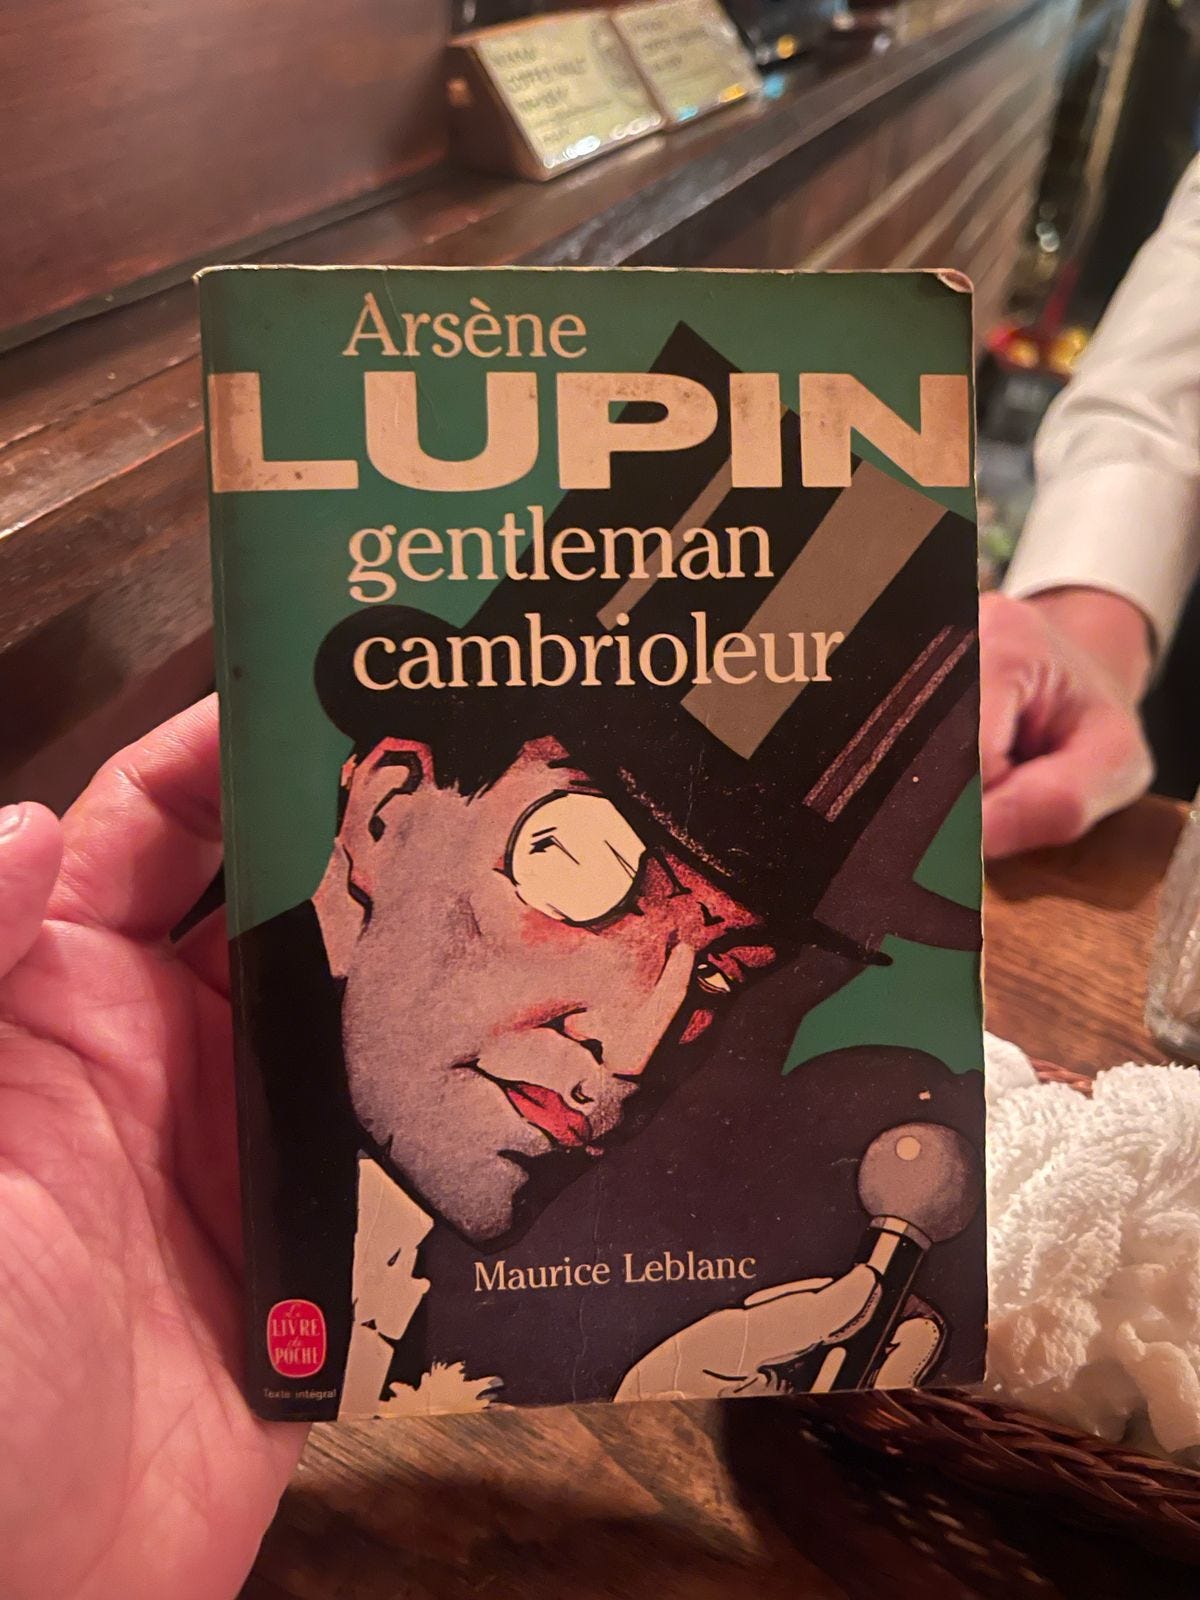 Arsène
LUPIN
gentleman
cambrioleur
Maurice Leblanc
Le
LIVRE
de
POCHE
Texte intégral